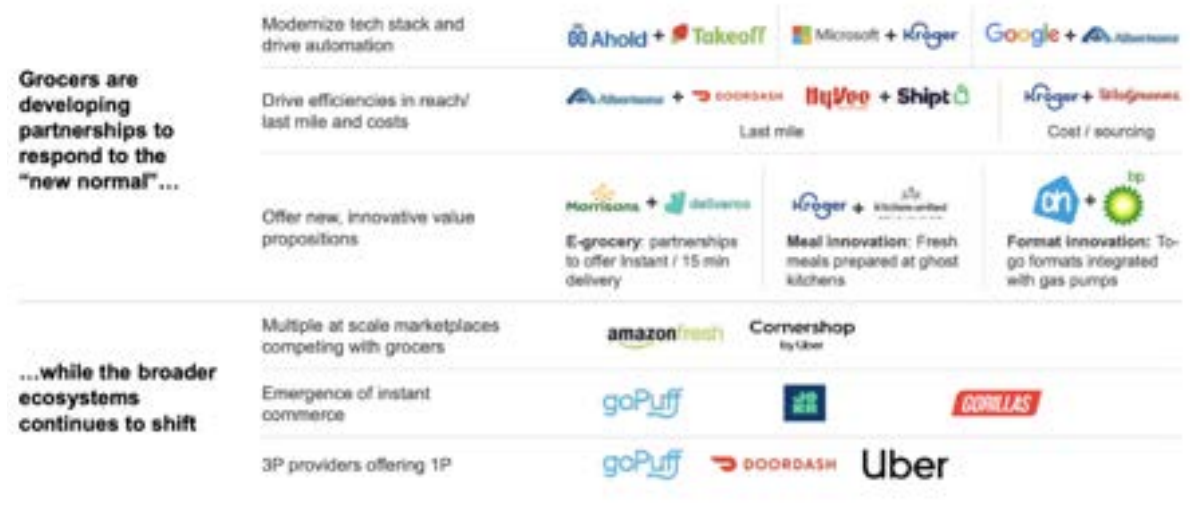 Grocers are
developing
partnerships to
respond to the
“new normal”…
Modernize tech stack and
drive automation
Ahold + Takeoff
Microsoft + Kroger
Google + Albertsons
Drive efficiencies in reach/
last mile and costs
Albertsons + DOORDASH
HyVee + Shipt
Last mile
Kroger + Walgreens
Cost / sourcing
Offer new, innovative value
propositions
Morrisons + deliveroo
E-grocery: partnerships
to offer Instant / 15 min
delivery
Kroger + kitchen united
Meal innovation: Fresh
meals prepared at ghost
kitchens
ah + bp
Format innovation: To-
go formats integrated
with gas pumps
…while the broader
ecosystems
continues to shift
Multiple at scale marketplaces
competing with grocers
amazonfresh
Cornershop
by Uber
Emergence of instant
commerce
goPuff
JOKR
GORILLAS
3P providers offering 1P
goPuff
DOORDASH
Uber